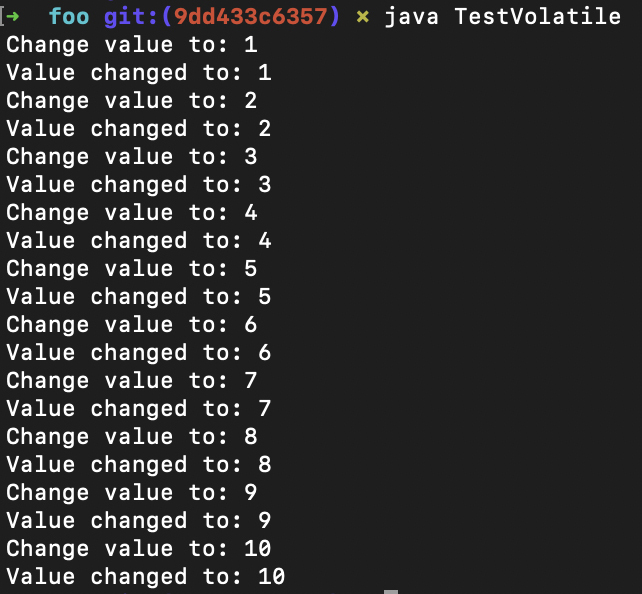 [➜ foo git:(9dd433c6357) ✗ java TestVolatile
Change value to: 1
Value changed to: 1
Change value to: 2
Value changed to: 2
Change value to: 3
Value changed to: 3
Change value to: 4
Value changed to: 4
Change value to: 5
Value changed to: 5
Change value to: 6
Value changed to: 6
Change value to: 7
Value changed to: 7
Change value to: 8
Value changed to: 8
Change value to: 9
Value changed to: 9
Change value to: 10
Value changed to: 10